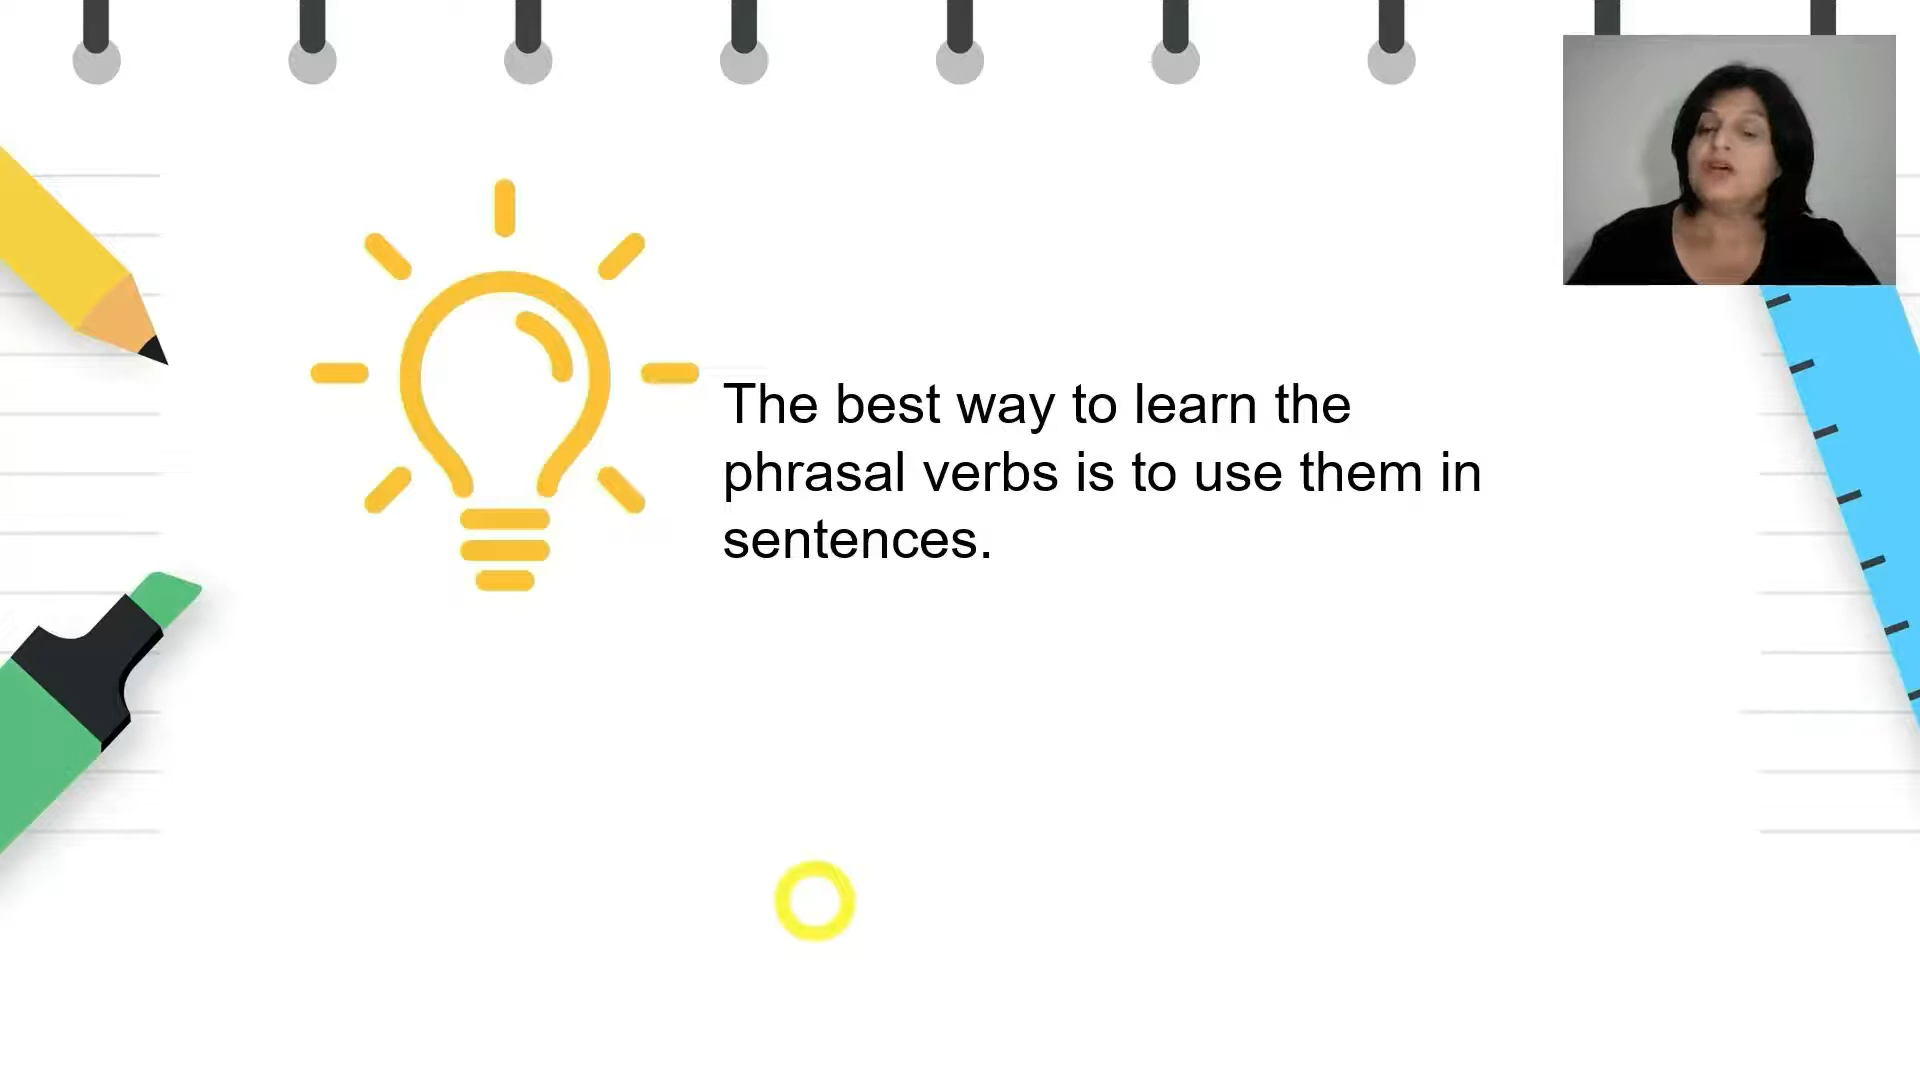 The best way to learn the
phrasal verbs is to use them in
sentences.